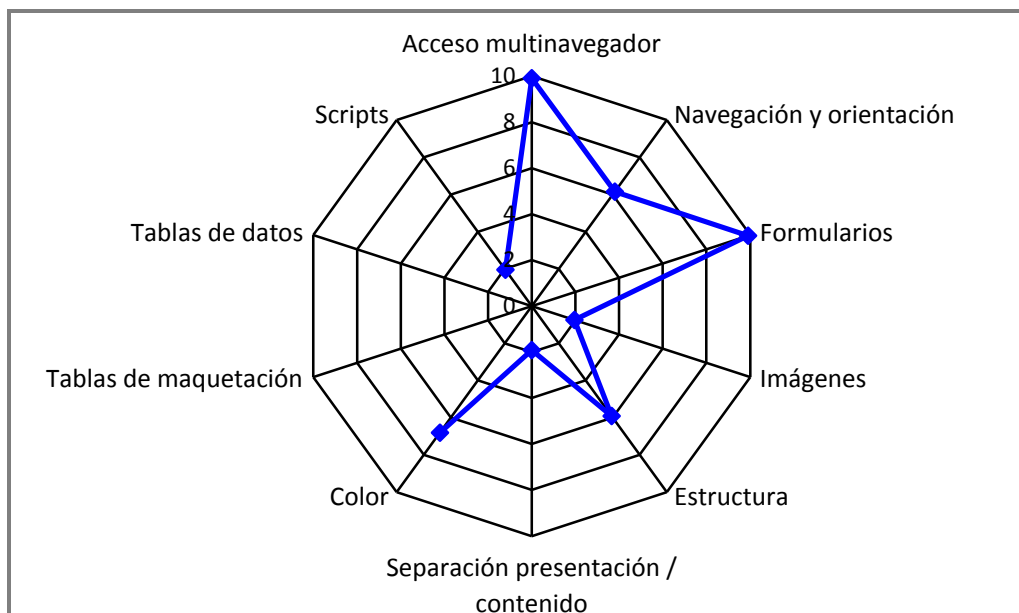 Acceso multinavegador
10
Scripts
Navegación y orientación
8
6
Tablas de datos
Formularios
4
2
0
Tablas de maquetación
Imágenes
Color
Estructura
Separación presentación /
contenido